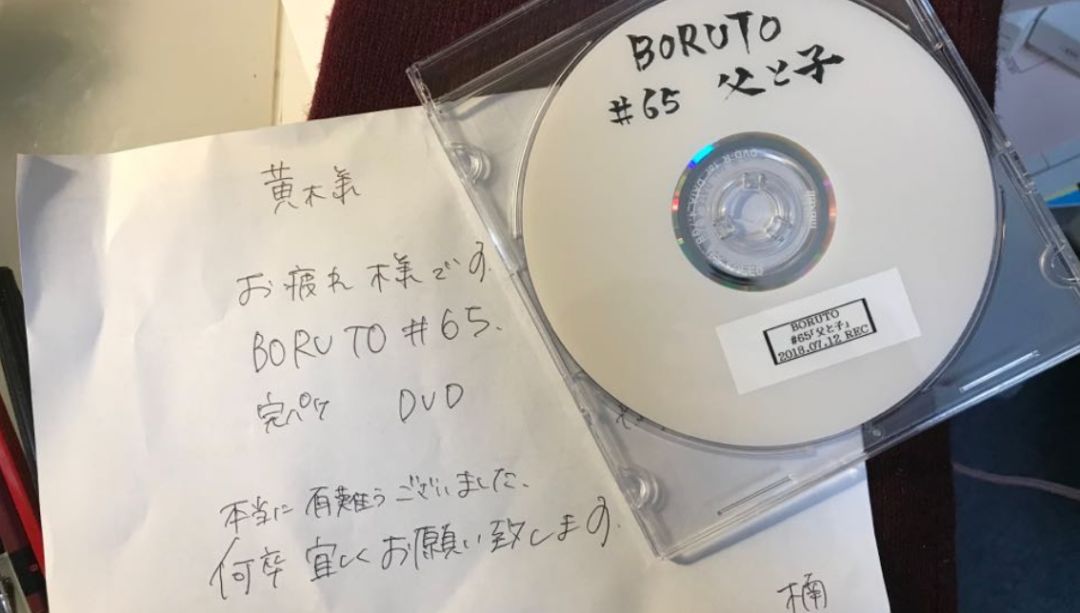 黄木様
お疲れ様です.
BORUTO #65.
完パケ DVD
本当に有難うございました.
何卒宜しくお願い致します.
楠
BORUTO
#65 父と子
BORUTO
#65「父と子」
2018.07.12 REC